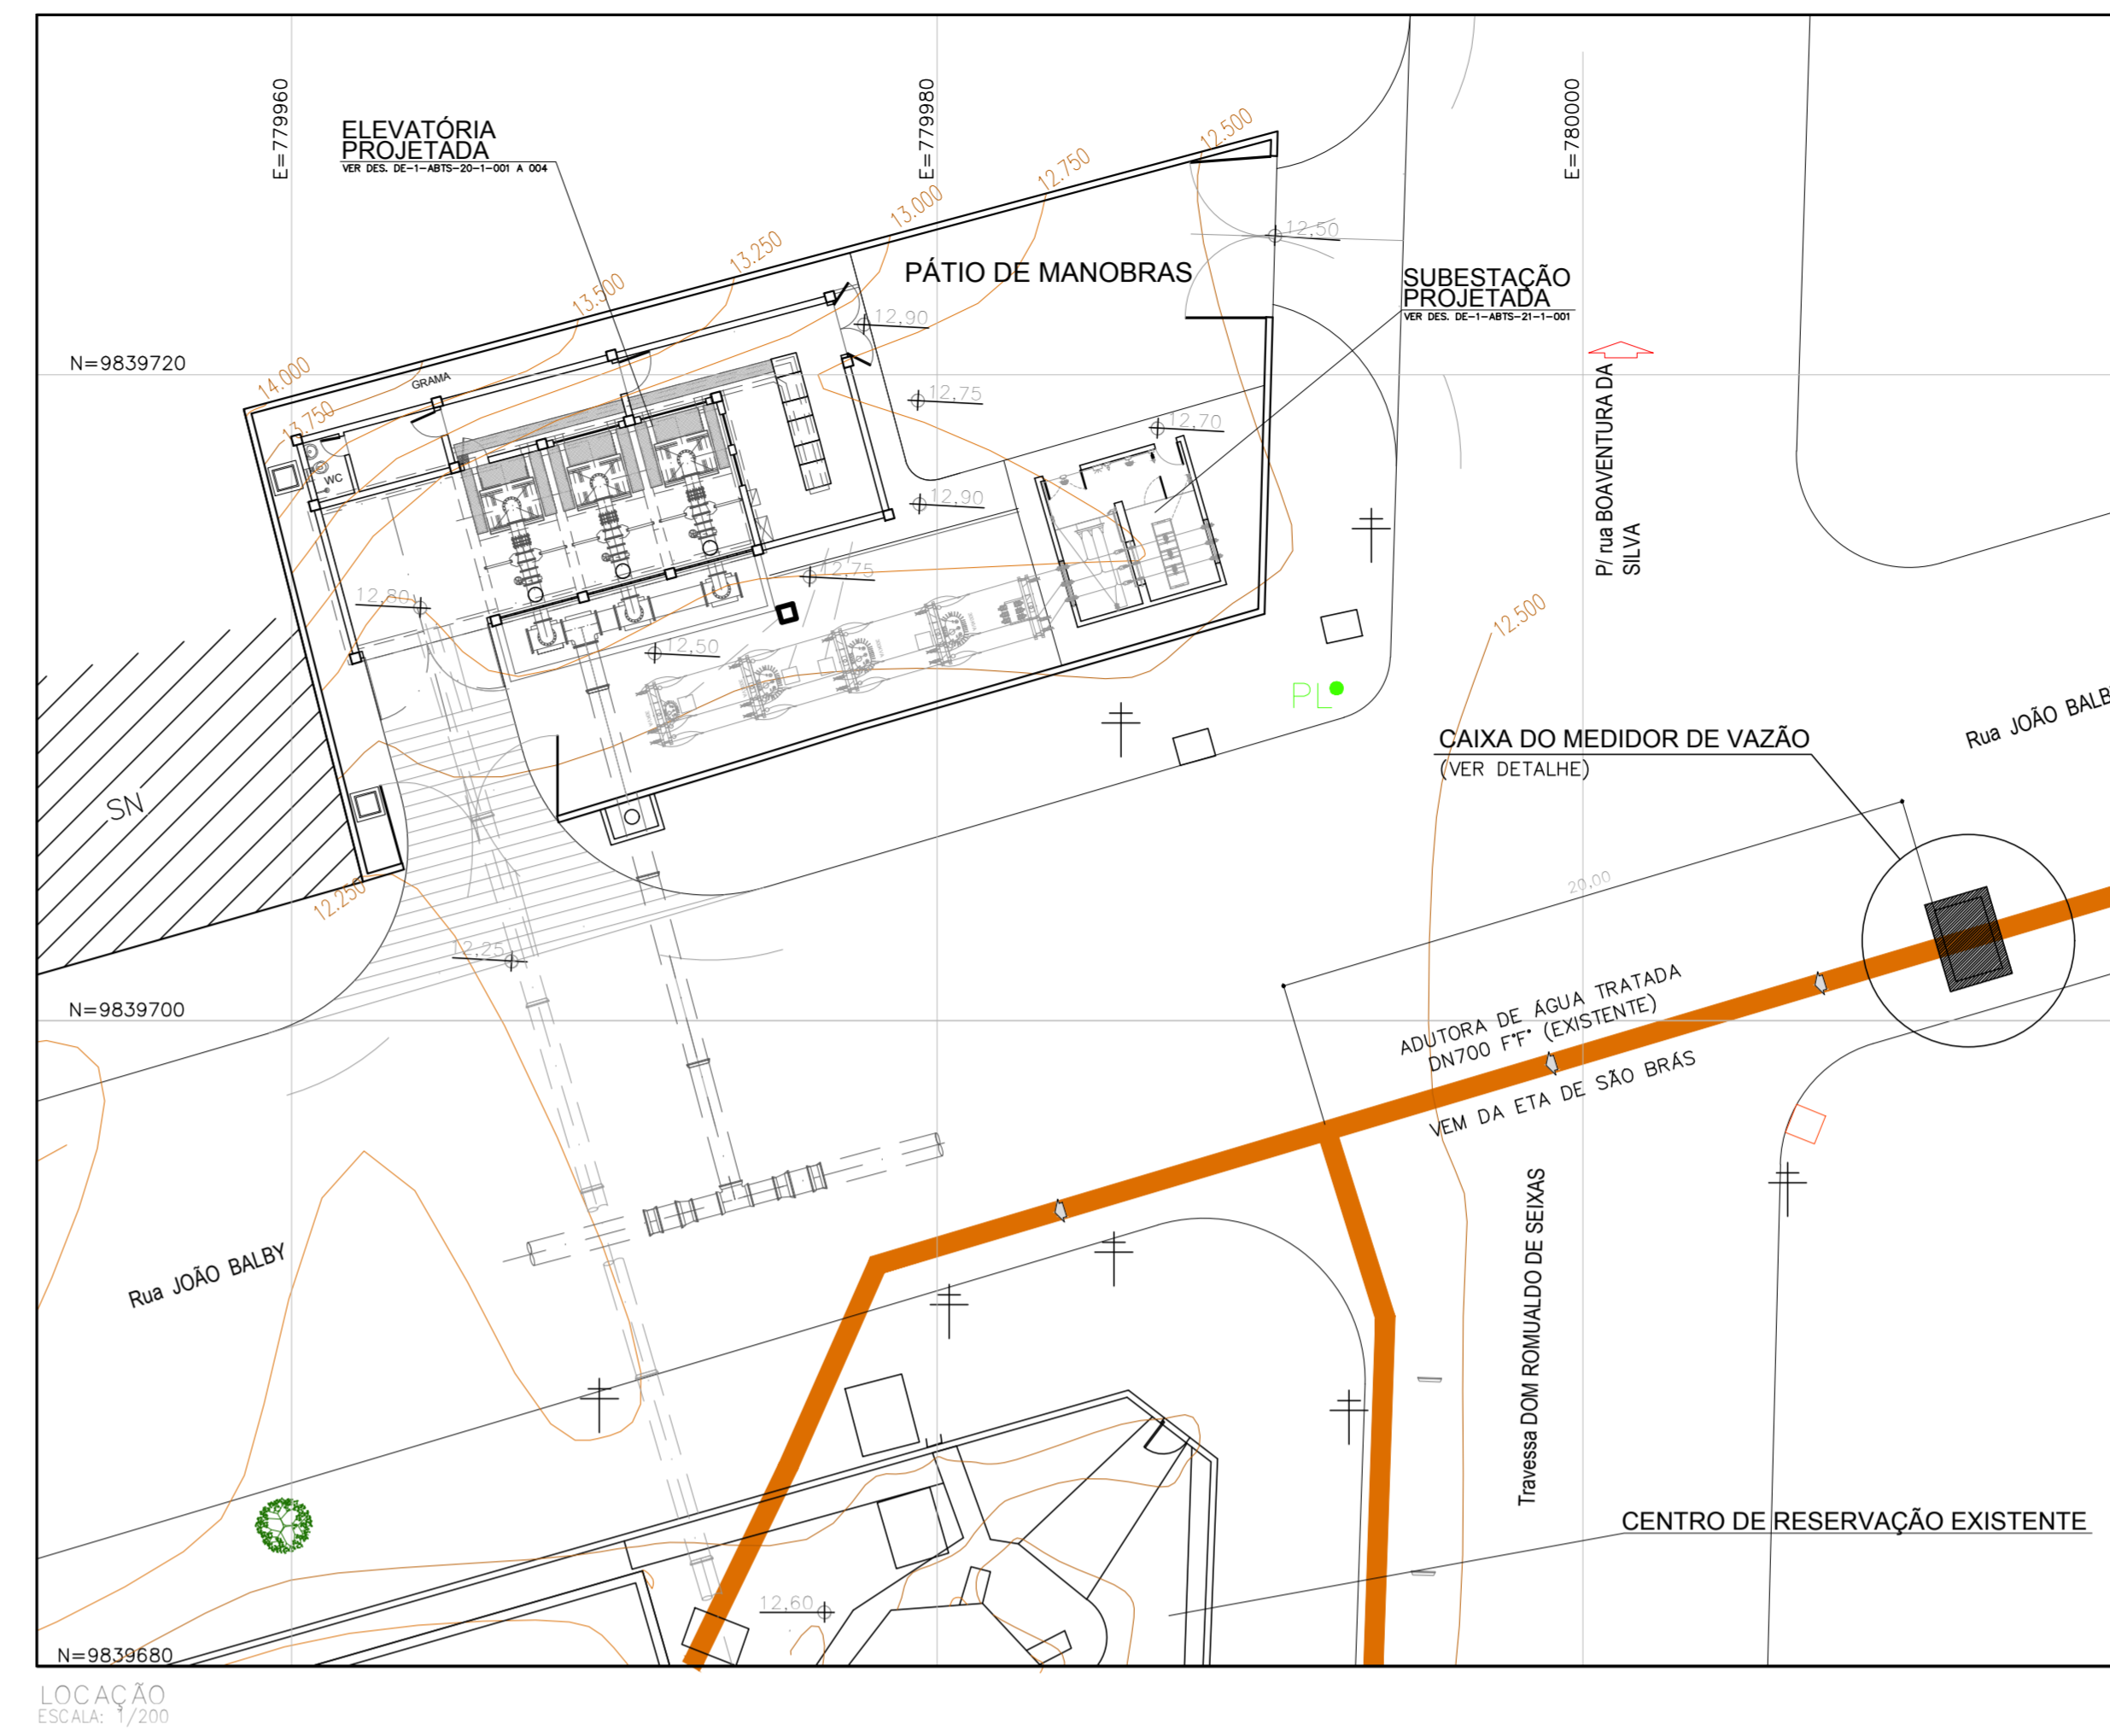 E=779960
E=779980
E=780000
ELEVATÓRIA
PROJETADA
VER DES. DE-1-ABTS-20-1-001 A 004
12.500
12.750
13.000
13.250
13.500
14.000
13.750
12,50
PÁTIO DE MANOBRAS
SUBESTAÇÃO
PROJETADA
VER DES. DE-1-ABTS-21-1-001
12,90
N=9839720
GRAMA
12,75
12,70
P/ rua BOAVENTURA DA
SILVA
WC
12,90
12,75
12,80
12,50
12.500
PL
Rua JOÃO BALB
CAIXA DO MEDIDOR DE VAZÃO
(VER DETALHE)
SN
12.250
20,00
12,25
N=9839700
ADUTORA DE ÁGUA TRATADA
DN700 F°F° (EXISTENTE)
VEM DA ETA DE SÃO BRÁS
Rua JOÃO BALBY
Travessa DOM ROMUALDO DE SEIXAS
CENTRO DE RESERVAÇÃO EXISTENTE
12,60
N=9839680
LOCAÇÃO
ESCALA: 1/200